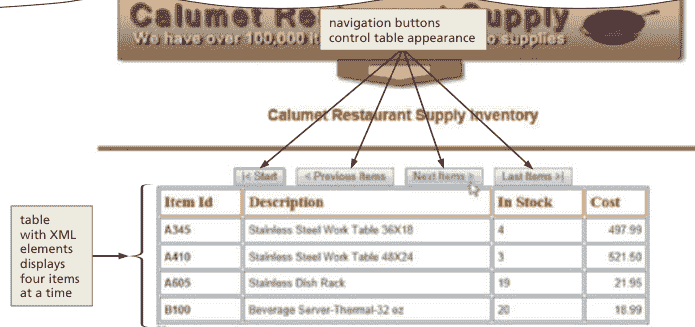 Calumet Res
Supply
navigation buttons
control table appearance
We have over 100,000 it
o supplies
Calumet Restaurant Supply Inventory
|< Start
< Previous Items
Next Items >
Last Items >|
Item Id Description In Stock Cost
A345 Stainless Steel Work Table 36X18 4 497.99
A410 Stainless Steel Work Table 48X24 3 521.50
A605 Stainless Dish Rack 19 21.95
B100 Beverage Server-Thermal-32 oz 20 18.99
table
with XML
elements
displays
four items
at a time